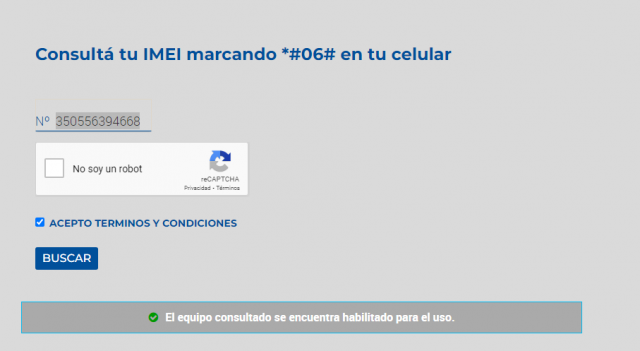 Consultá tu IMEI marcando *#06# en tu celular
Nº 350556394668
No soy un robot
reCAPTCHA
Privacidad - Términos
ACEPTO TERMINOS Y CONDICIONES
BUSCAR
El equipo consultado se encuentra habilitado para el uso.